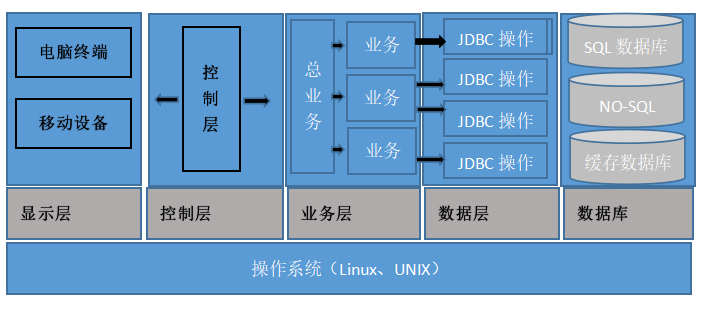 电脑终端
移动设备
显示层
控制层
控制层
总业务
业务
业务
业务
业务层
JDBC 操作
JDBC 操作
JDBC 操作
JDBC 操作
数据层
SQL 数据库
NO-SQL
缓存数据库
数据库
操作系统（Linux、UNIX）